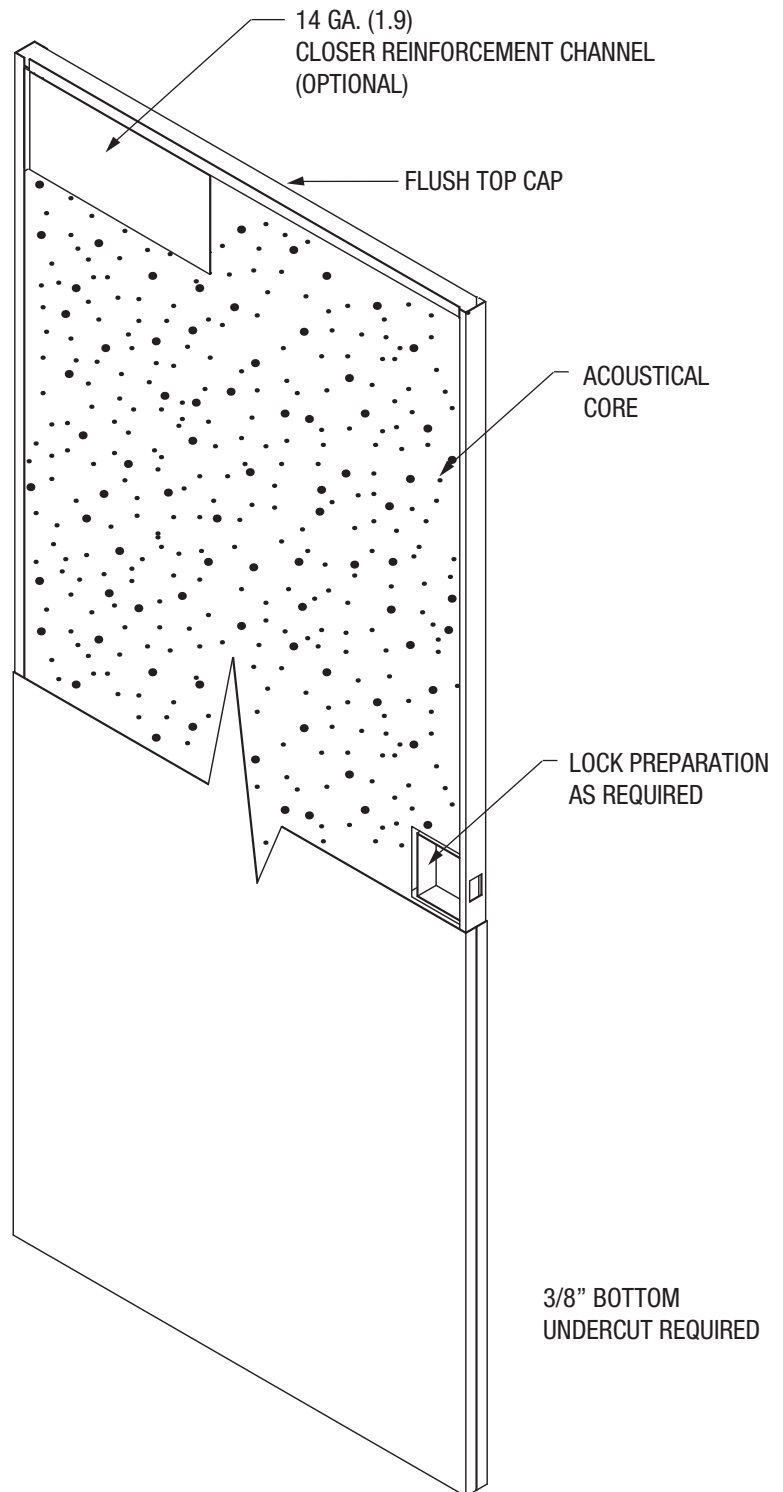 14 GA. (1.9)
CLOSER REINFORCEMENT CHANNEL
(OPTIONAL)
FLUSH TOP CAP
ACOUSTICAL
CORE
LOCK PREPARATION
AS REQUIRED
3/8” BOTTOM
UNDERCUT REQUIRED